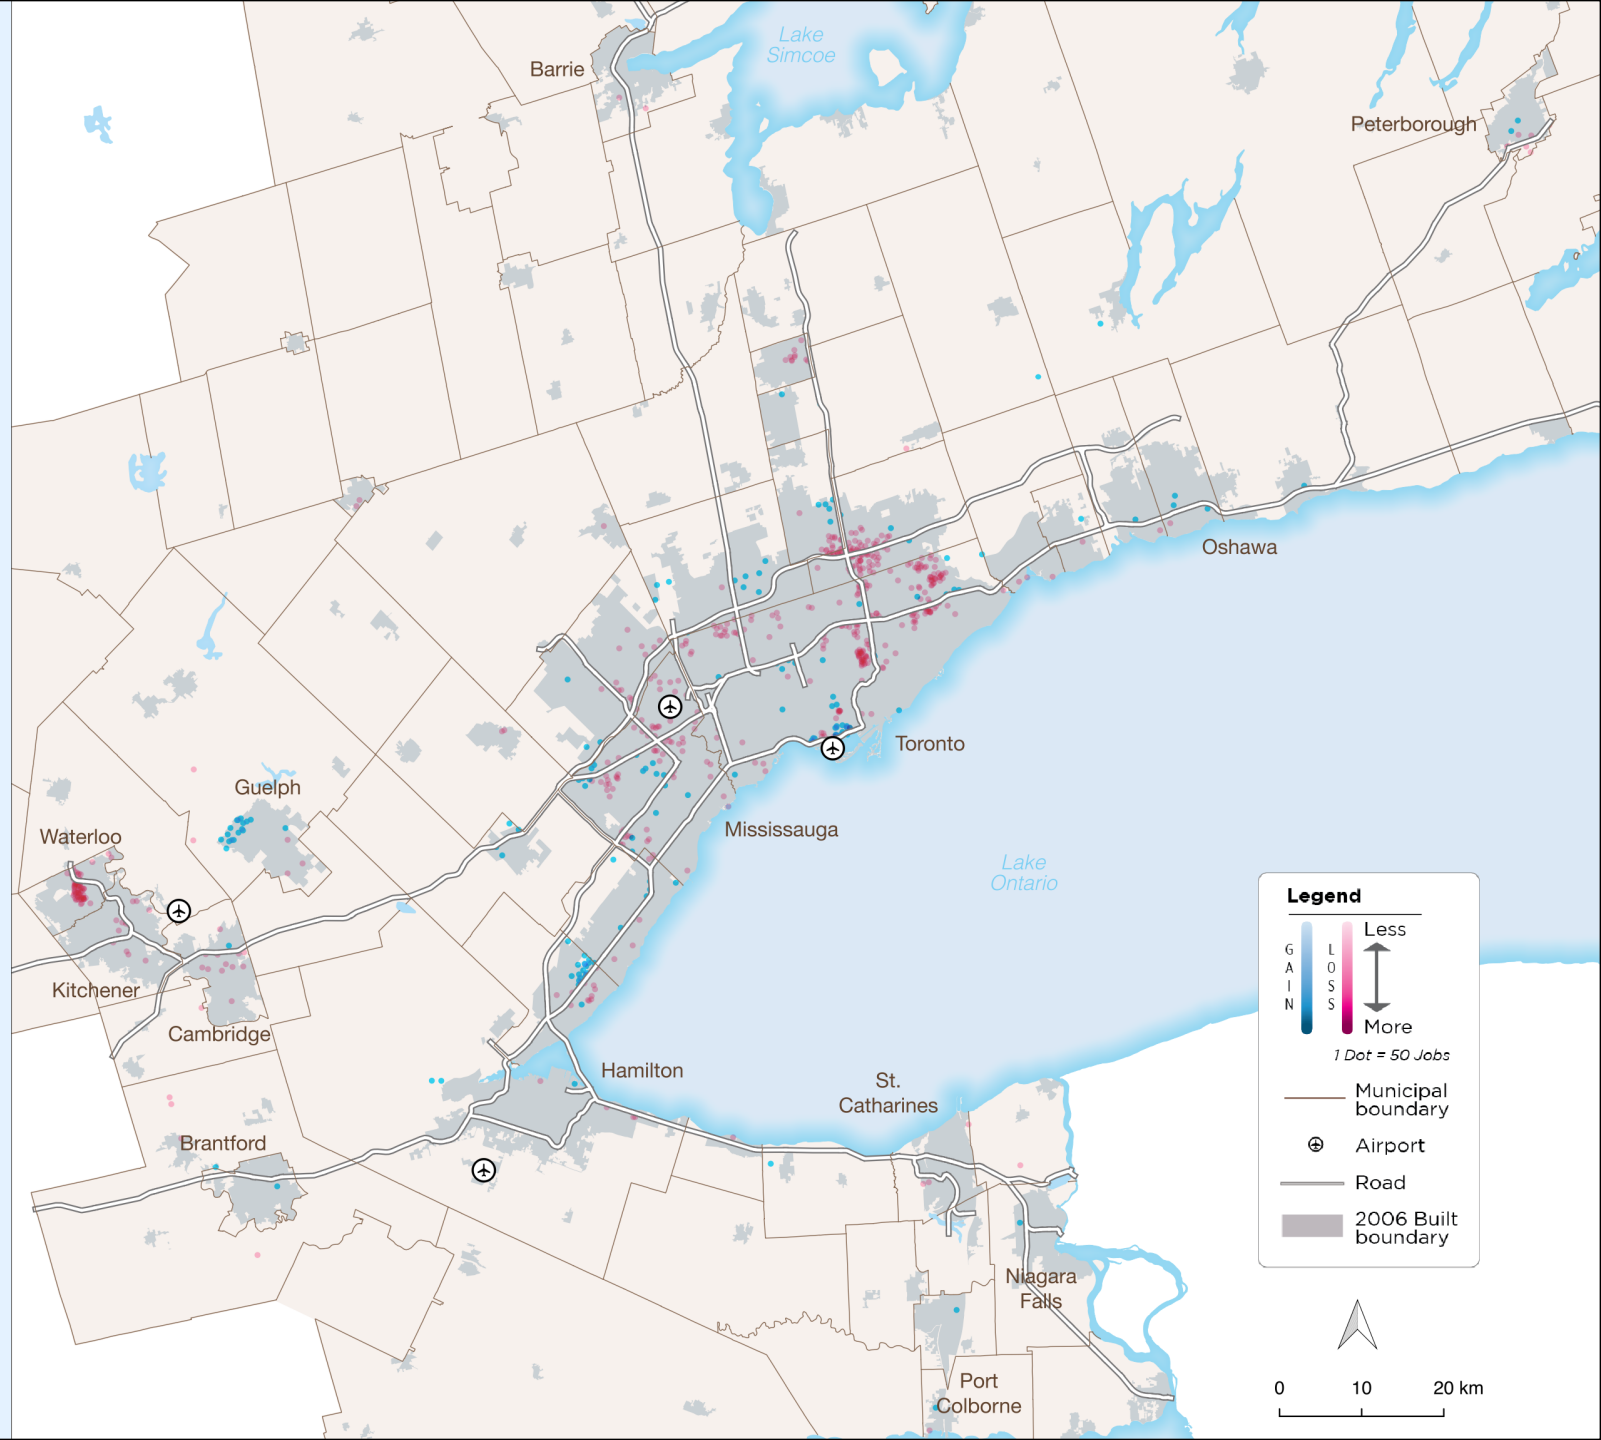 Lake
Simcoe
Barrie
Peterborough
Oshawa
Toronto
Guelph
Waterloo
Mississauga
Lake
Ontario
Kitchener
Cambridge
Hamilton
St.
Catharines
Brantford
Niagara
Falls
Port
Colborne
Legend
GAIN
LOSS
Less
More
1 Dot = 50 Jobs
Municipal
boundary
Airport
Road
2006 Built
boundary
0 10 20 km